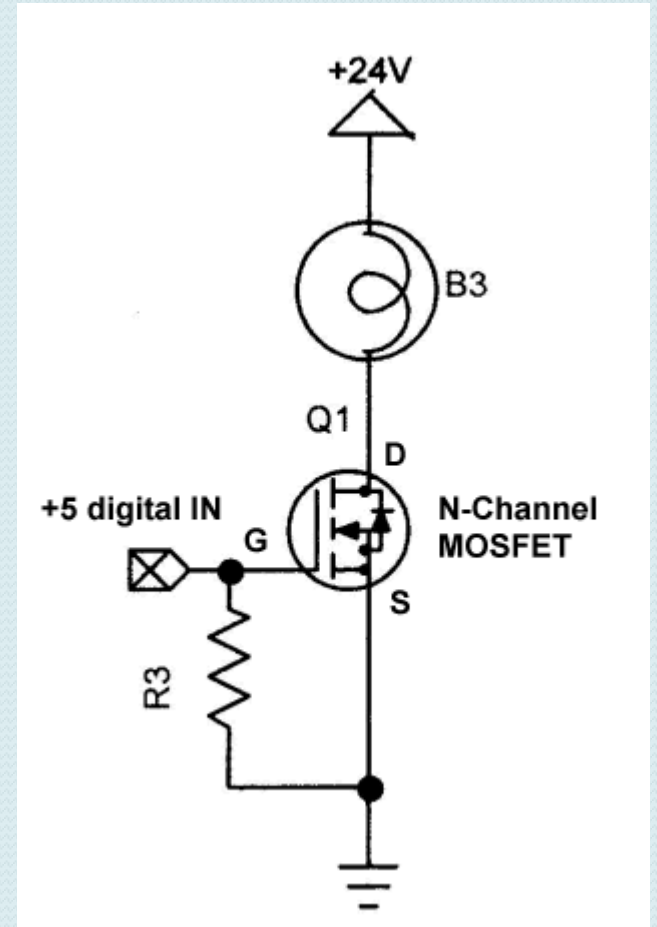 +24V
B3
Q1
D
+5 digital IN
G
N-Channel
MOSFET
S
R3